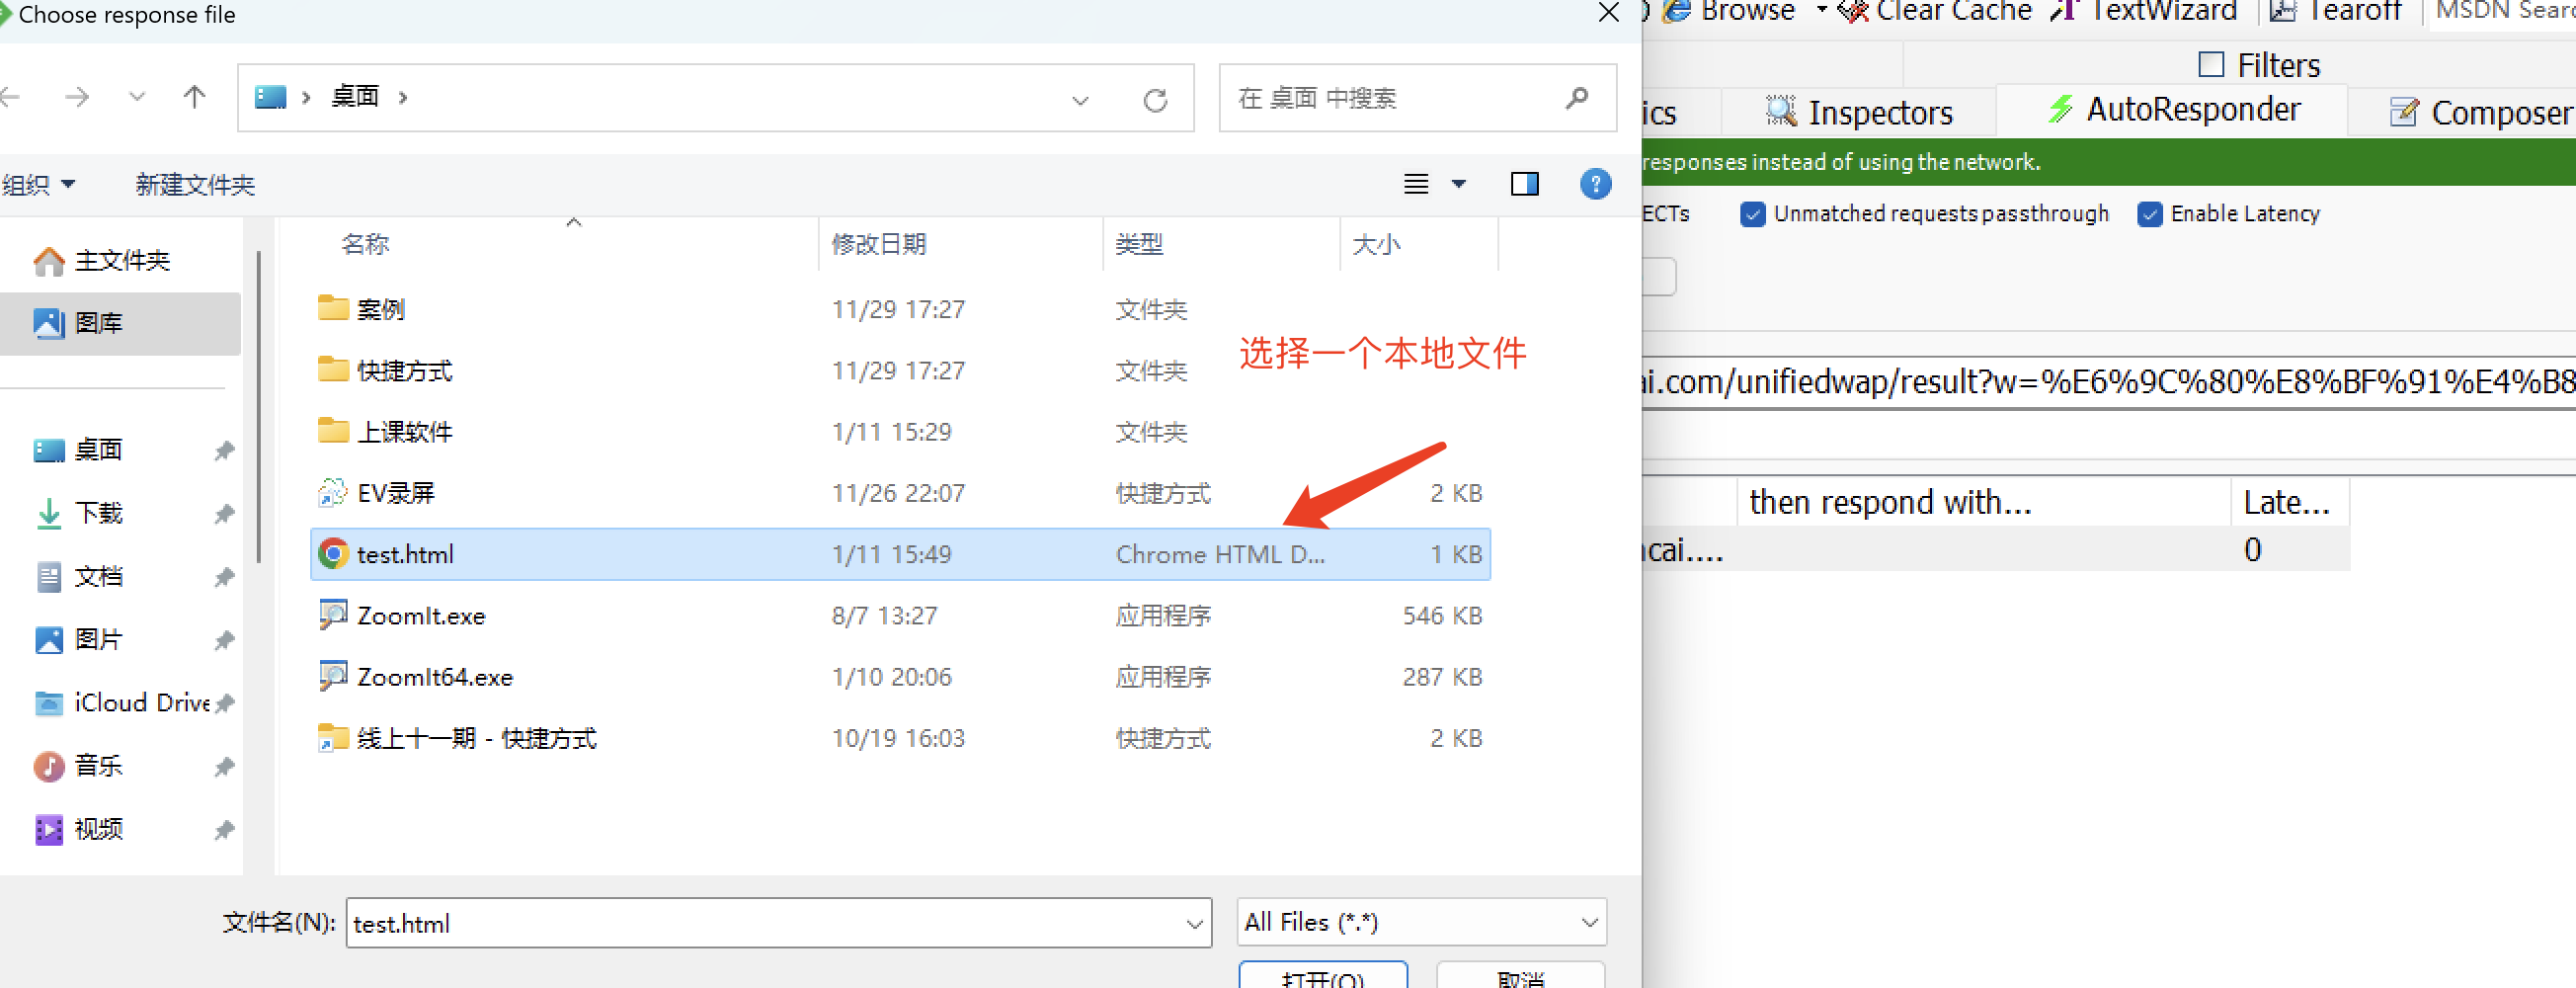 Choose response file
桌面
在 桌面 中搜索
组织
新建文件夹
主文件夹
图库
桌面
下载
文档
图片
iCloud Drive
音乐
视频
名称 修改日期 类型 大小
案例 11/29 17:27 文件夹
快捷方式 11/29 17:27 文件夹
上课软件 1/11 15:29 文件夹
EV录屏 11/26 22:07 快捷方式 2 KB
test.html 1/11 15:49 Chrome HTML D... 1 KB
ZoomIt.exe 8/7 13:27 应用程序 546 KB
ZoomIt64.exe 1/10 20:06 应用程序 287 KB
线上十一期 - 快捷方式 10/19 16:03 快捷方式 2 KB
选择一个本地文件
文件名(N): test.html
All Files (*.*)
打开(O) 取消
Browse Clear Cache TextWizard Tearoff MSDN Searc
Filters
ics Inspectors AutoResponder Composer
responses instead of using the network.
ECTs Unmatched requests passthrough Enable Latency
ai.com/unifiedwap/result?w=%E6%9C%80%E8%BF%91%E4%B8
then respond with... Late...
cai.... 0